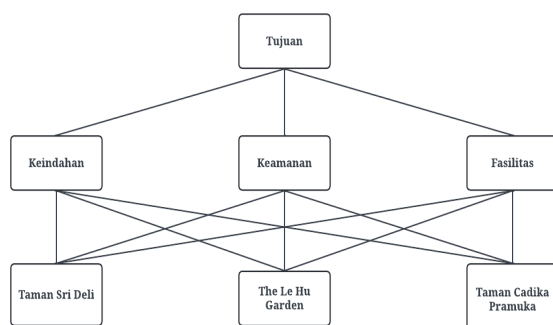 Tujuan
Keindahan
Keamanan
Fasilitas
Taman Sri Deli
The Le Hu
Garden
Taman Cadika
Pramuka